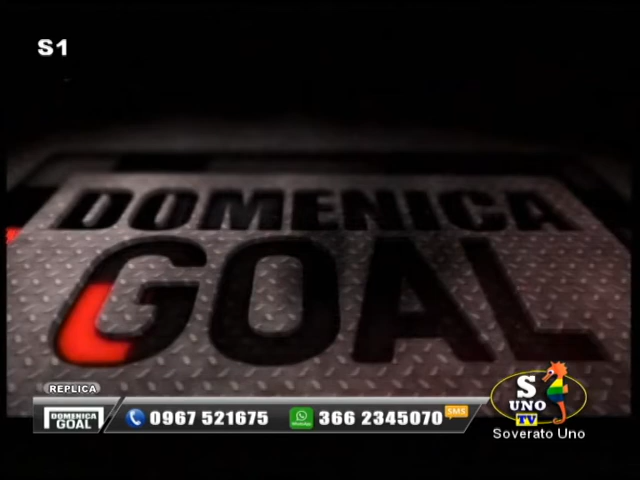 S1
DOMENICA
GOAL
REPLICA
DOMENICA
GOAL
0967 521675
WhatsApp
366 2345070
SMS
S
UNO
TV
Soverato Uno